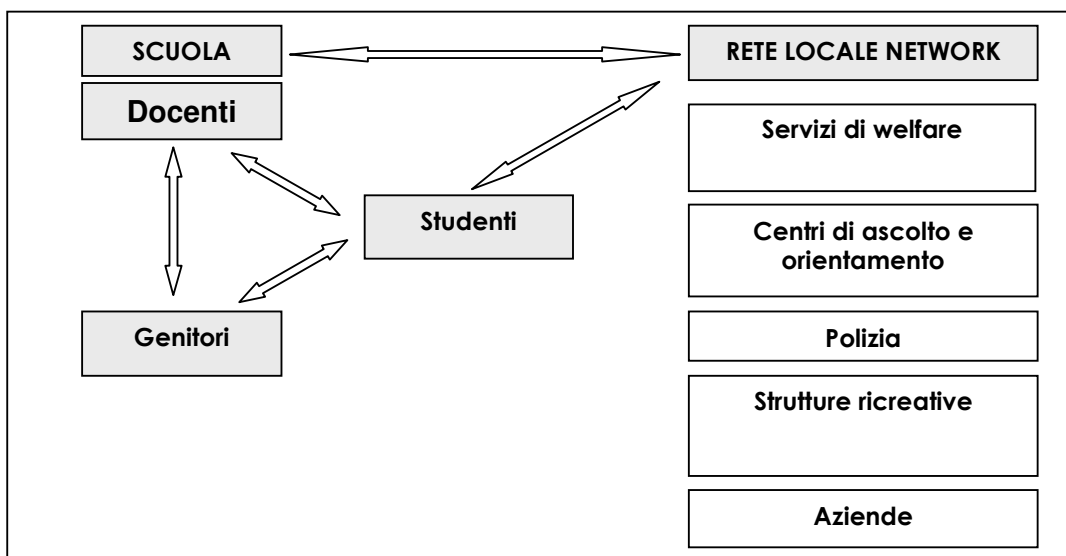 SCUOLA
RETE LOCALE NETWORK
Docenti
Servizi di welfare
Studenti
Centri di ascolto e
orientamento
Genitori
Polizia
Strutture ricreative
Aziende